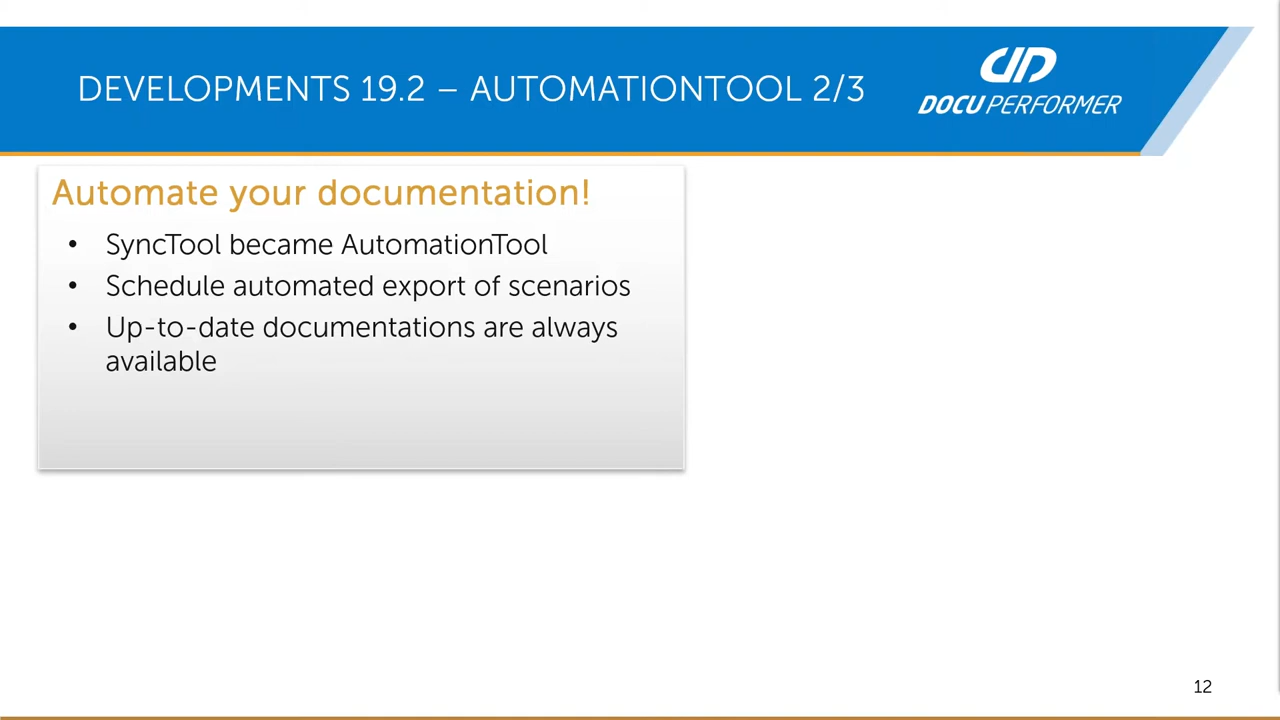 DEVELOPMENTS 19.2 – AUTOMATIONTOOL 2/3
DOCU PERFORMER
Automate your documentation!
• SyncTool became AutomationTool
• Schedule automated export of scenarios
• Up-to-date documentations are always
available
12